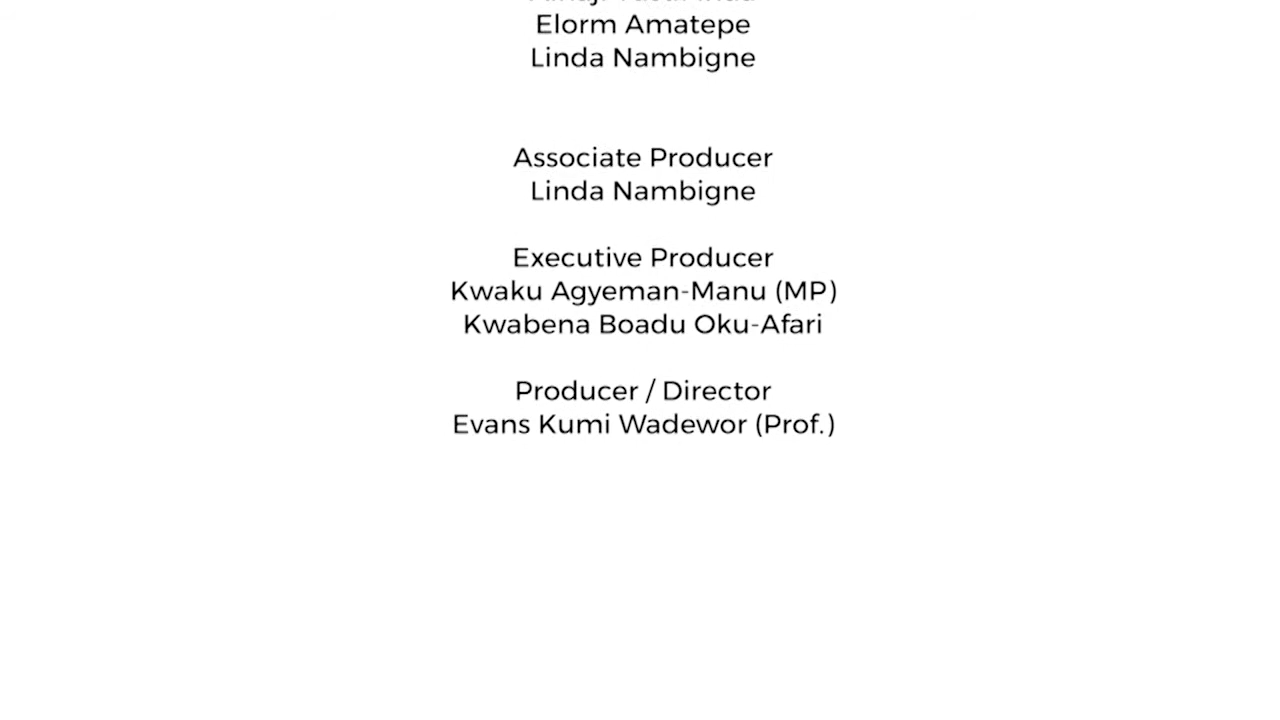 Elorm Amatepe
Linda Nambigne
Associate Producer
Linda Nambigne
Executive Producer
Kwaku Agyeman-Manu (MP)
Kwabena Boadu Oku-Afari
Producer / Director
Evans Kumi Wadewor (Prof.)